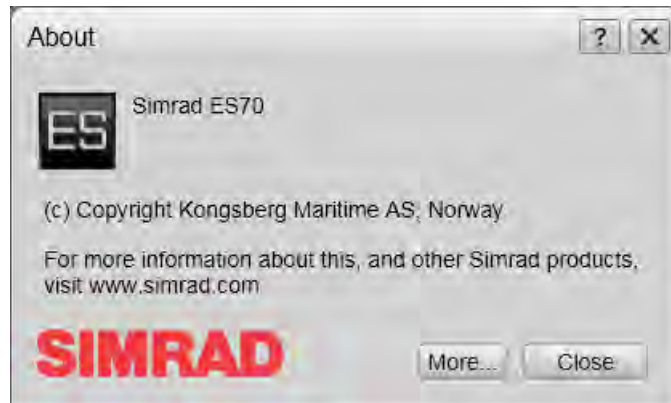 About
?
X
ES
Simrad ES70
(c) Copyright Kongsberg Maritime AS, Norway
For more information about this, and other Simrad products,
visit www.simrad.com
SIMRAD
More...
Close